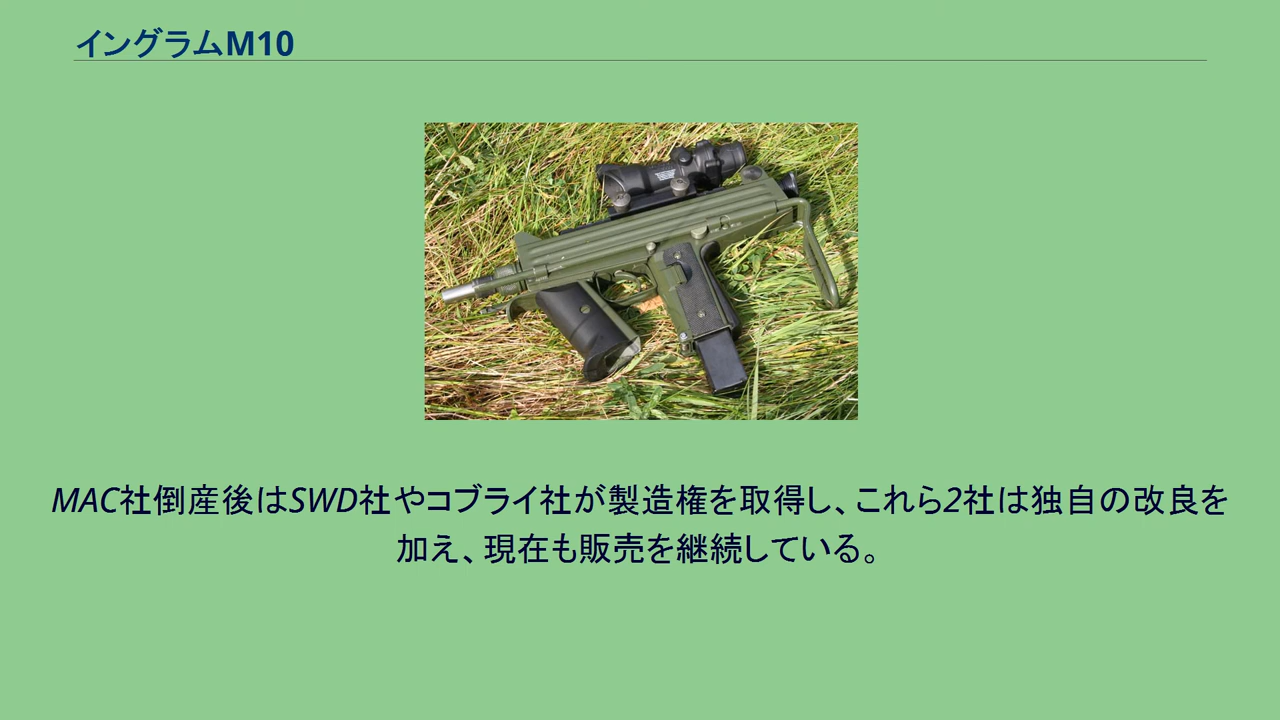 イングラムM10
MAC社倒産後はSWD社やコブライ社が製造権を取得し、これら2社は独自の改良を
加え、現在も販売を継続している。